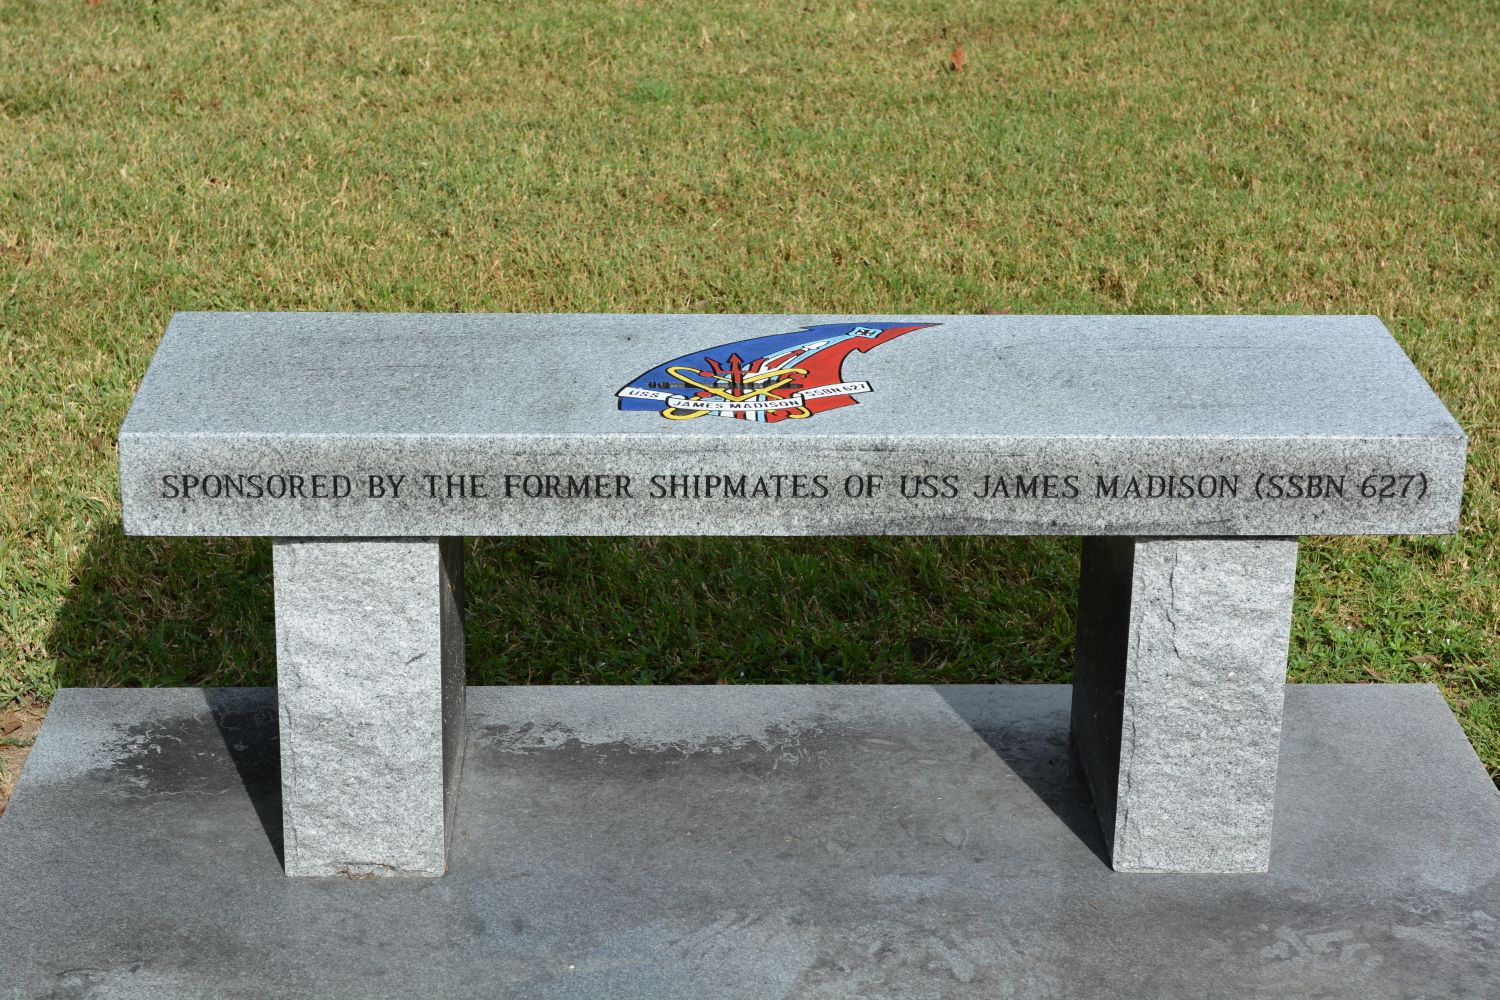 USS JAMES MADISON SSBN 627
SPONSORED BY THE FORMER SHIPMATES OF USS JAMES MADISON (SSBN 627)